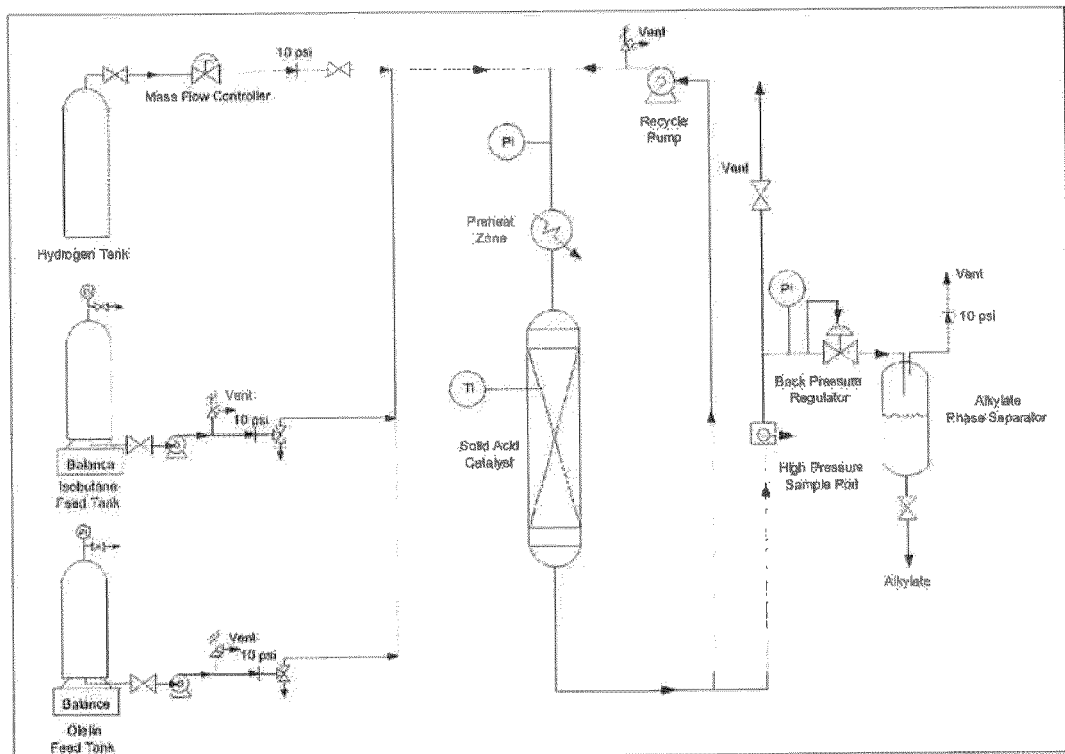 Vent
10 psi
Mass Flow Controller
Recycle
Pump
PI
Vent
Preheat
Zone
Hydrogen Tank
PI
Vent
10 psi
Back Pressure
Regulator
Alkylate
Phase Separator
TI
Solid Acid
Catalyst
Vent
10 psi
Balance
Isobutane
Feed Tank
High Pressure
Sample Port
Alkylate
Vent
10 psi
Balance
Olefin
Feed Tank